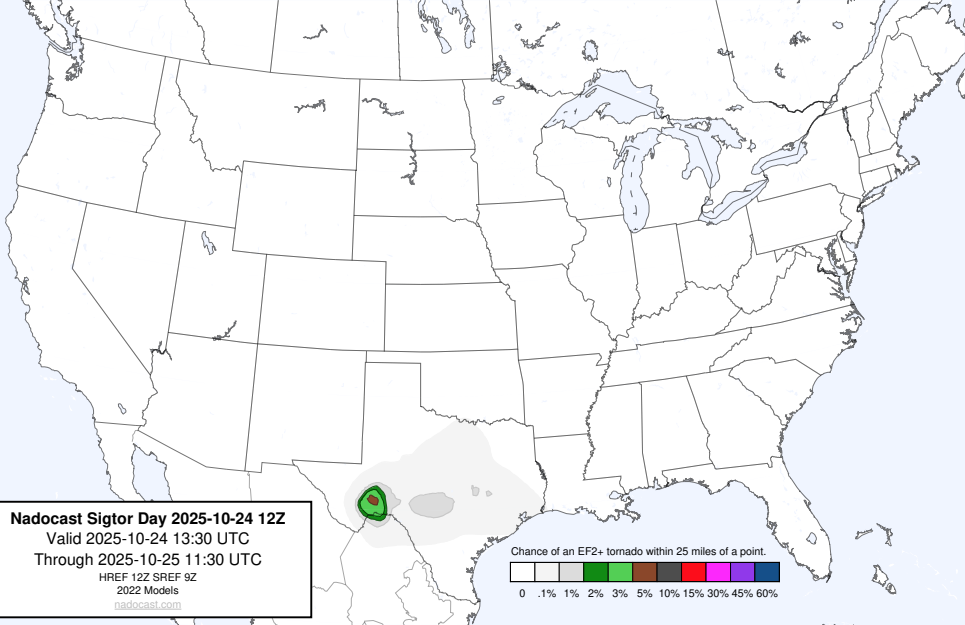 Nadocast Sigtor Day 2025-10-24 12Z
Valid 2025-10-24 13:30 UTC
Through 2025-10-25 11:30 UTC
HREF 12Z SREF 9Z
2022 Models
nadocast.com
Chance of an EF2+ tornado within 25 miles of a point.
0 .1% 1% 2% 3% 5% 10% 15% 30% 45% 60%